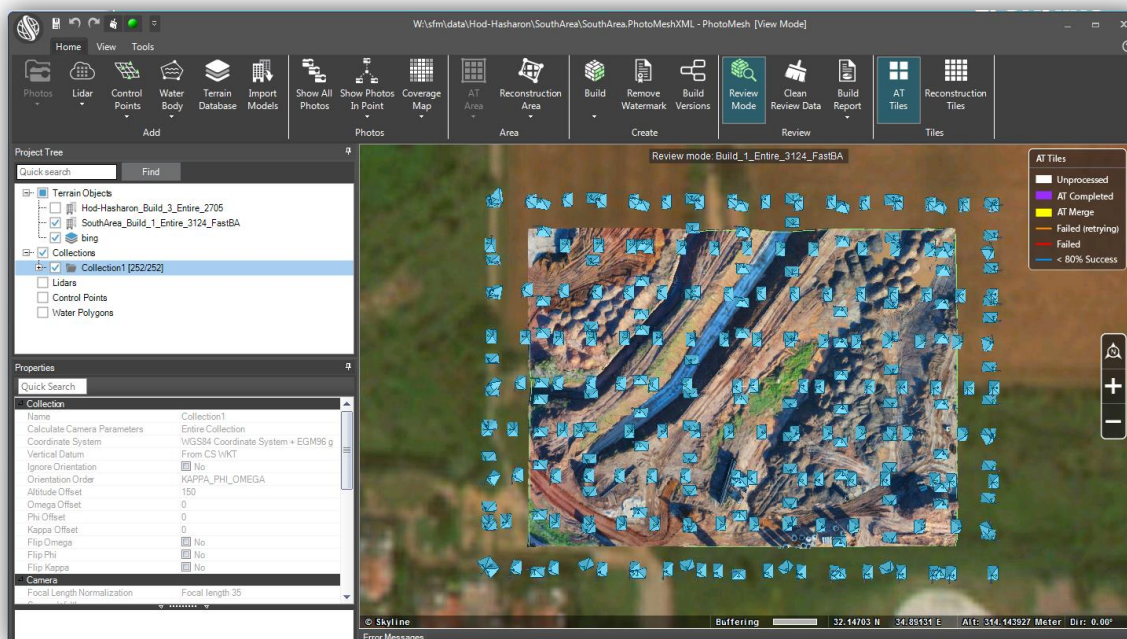 W:\sfm\data\Hod-Hasharon\SouthArea\SouthArea.PhotoMeshXML - PhotoMesh [View Mode]
Home View Tools
Photos Lidar Control Points Water Body Terrain Database Import Models Show All Photos Show Photos In Point Coverage Map AT Area Reconstruction Area Build Remove Watermark Build Versions Review Mode Clean Review Data Build Report AT Tiles Reconstruction Tiles
Add Photos Area Create Review Tiles
Project Tree
Quick search Find
Terrain Objects
Hod-Hasharon_Build_3_Entire_2705
SouthArea_Build_1_Entire_3124_FastBA
bing
Collections
Collection1 [252/252]
Lidars
Control Points
Water Polygons
Properties
Quick Search
Collection
Name Collection1
Calculate Camera Parameters Entire Collection
Coordinate System WGS84 Coordinate System + EGM96 g
Vertical Datum From CS WKT
Ignore Orientation No
Orientation Order KAPPA_PHI_OMEGA
Altitude Offset 150
Omega Offset 0
Phi Offset 0
Kappa Offset 0
Flip Omega No
Flip Phi No
Flip Kappa No
Camera
Focal Length Normalization Focal length 35
Review mode: Build_1_Entire_3124_FastBA
AT Tiles
Unprocessed
AT Completed
AT Merge
Failed (retrying)
Failed
< 80% Success
© Skyline Buffering 32.14703 N 34.89131 E Alt: 314.143927 Meter Dir: 0.00°
Error Messages